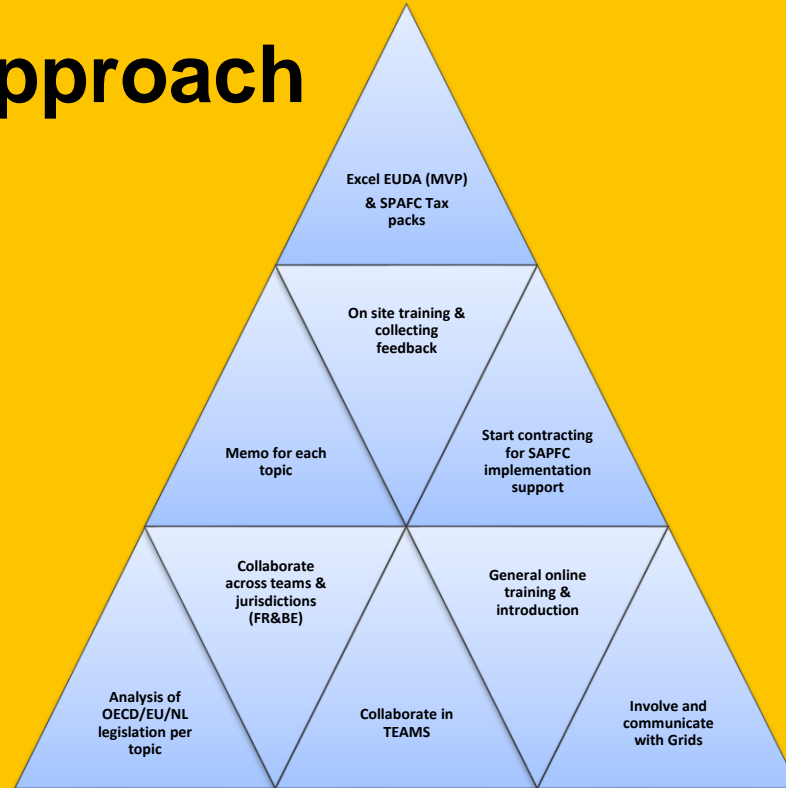 pproach
Excel EUDA (MVP)
& SPAFC Tax
packs
On site training &
collecting
feedback
Memo for each
topic
Start contracting
for SAPFC
implementation
support
Collaborate
across teams &
jurisdictions
(FR&BE)
General online
training &
introduction
Analysis of
OECD/EU/NL
legislation per
topic
Collaborate in
TEAMS
Involve and
communicate
with Grids